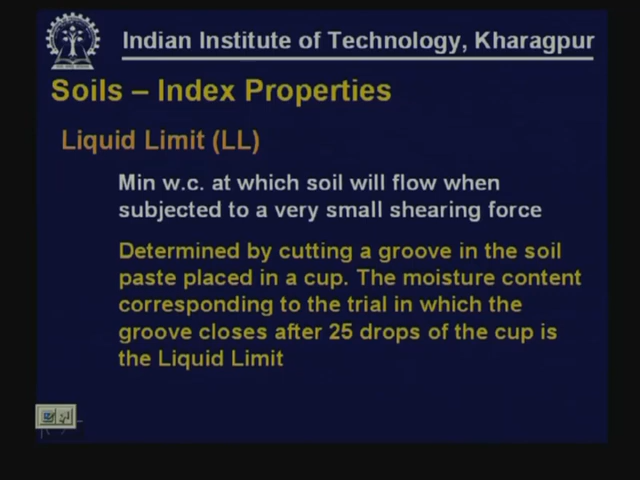 Indian Institute of Technology, Kharagpur
Soils – Index Properties
Liquid Limit (LL)
Min w.c. at which soil will flow when
subjected to a very small shearing force
Determined by cutting a groove in the soil
paste placed in a cup. The moisture content
corresponding to the trial in which the
groove closes after 25 drops of the cup is
the Liquid Limit